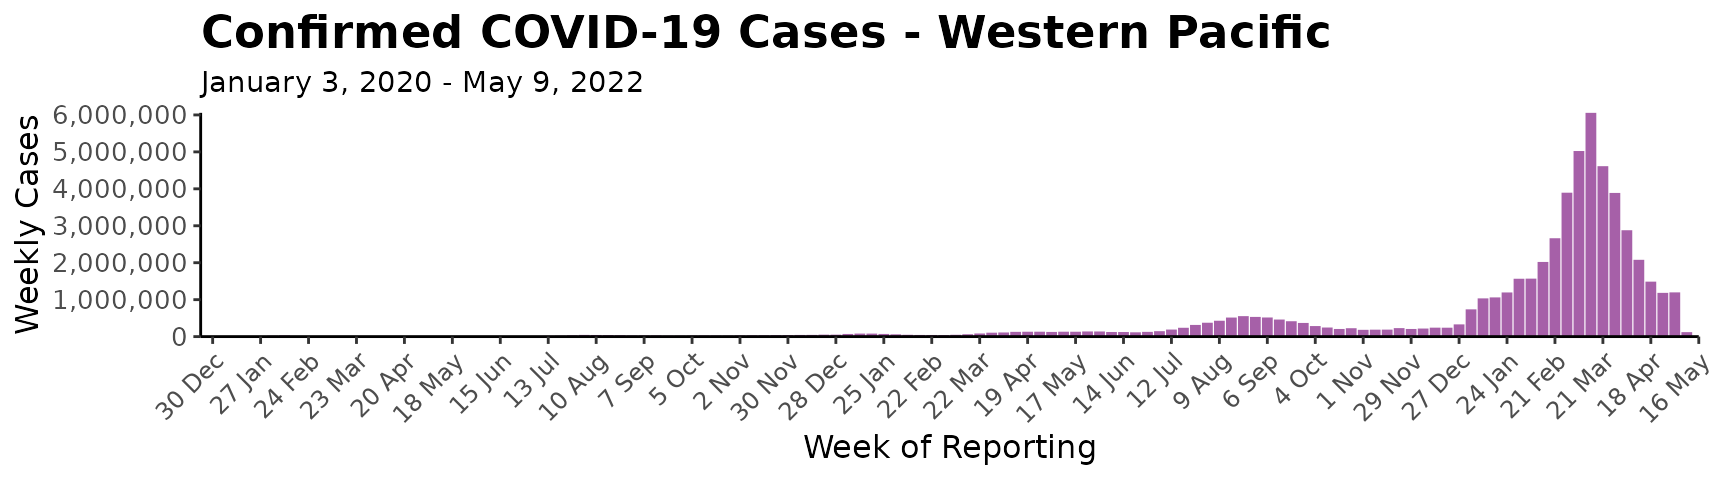 Confirmed COVID-19 Cases - Western Pacific
January 3, 2020 - May 9, 2022
Weekly Cases
6,000,000
5,000,000
4,000,000
3,000,000
2,000,000
1,000,000
0
30 Dec
27 Jan
24 Feb
23 Mar
20 Apr
18 May
15 Jun
13 Jul
10 Aug
7 Sep
5 Oct
2 Nov
30 Nov
28 Dec
25 Jan
22 Feb
22 Mar
19 Apr
17 May
14 Jun
12 Jul
9 Aug
6 Sep
4 Oct
1 Nov
29 Nov
27 Dec
24 Jan
21 Feb
21 Mar
18 Apr
16 May
Week of Reporting